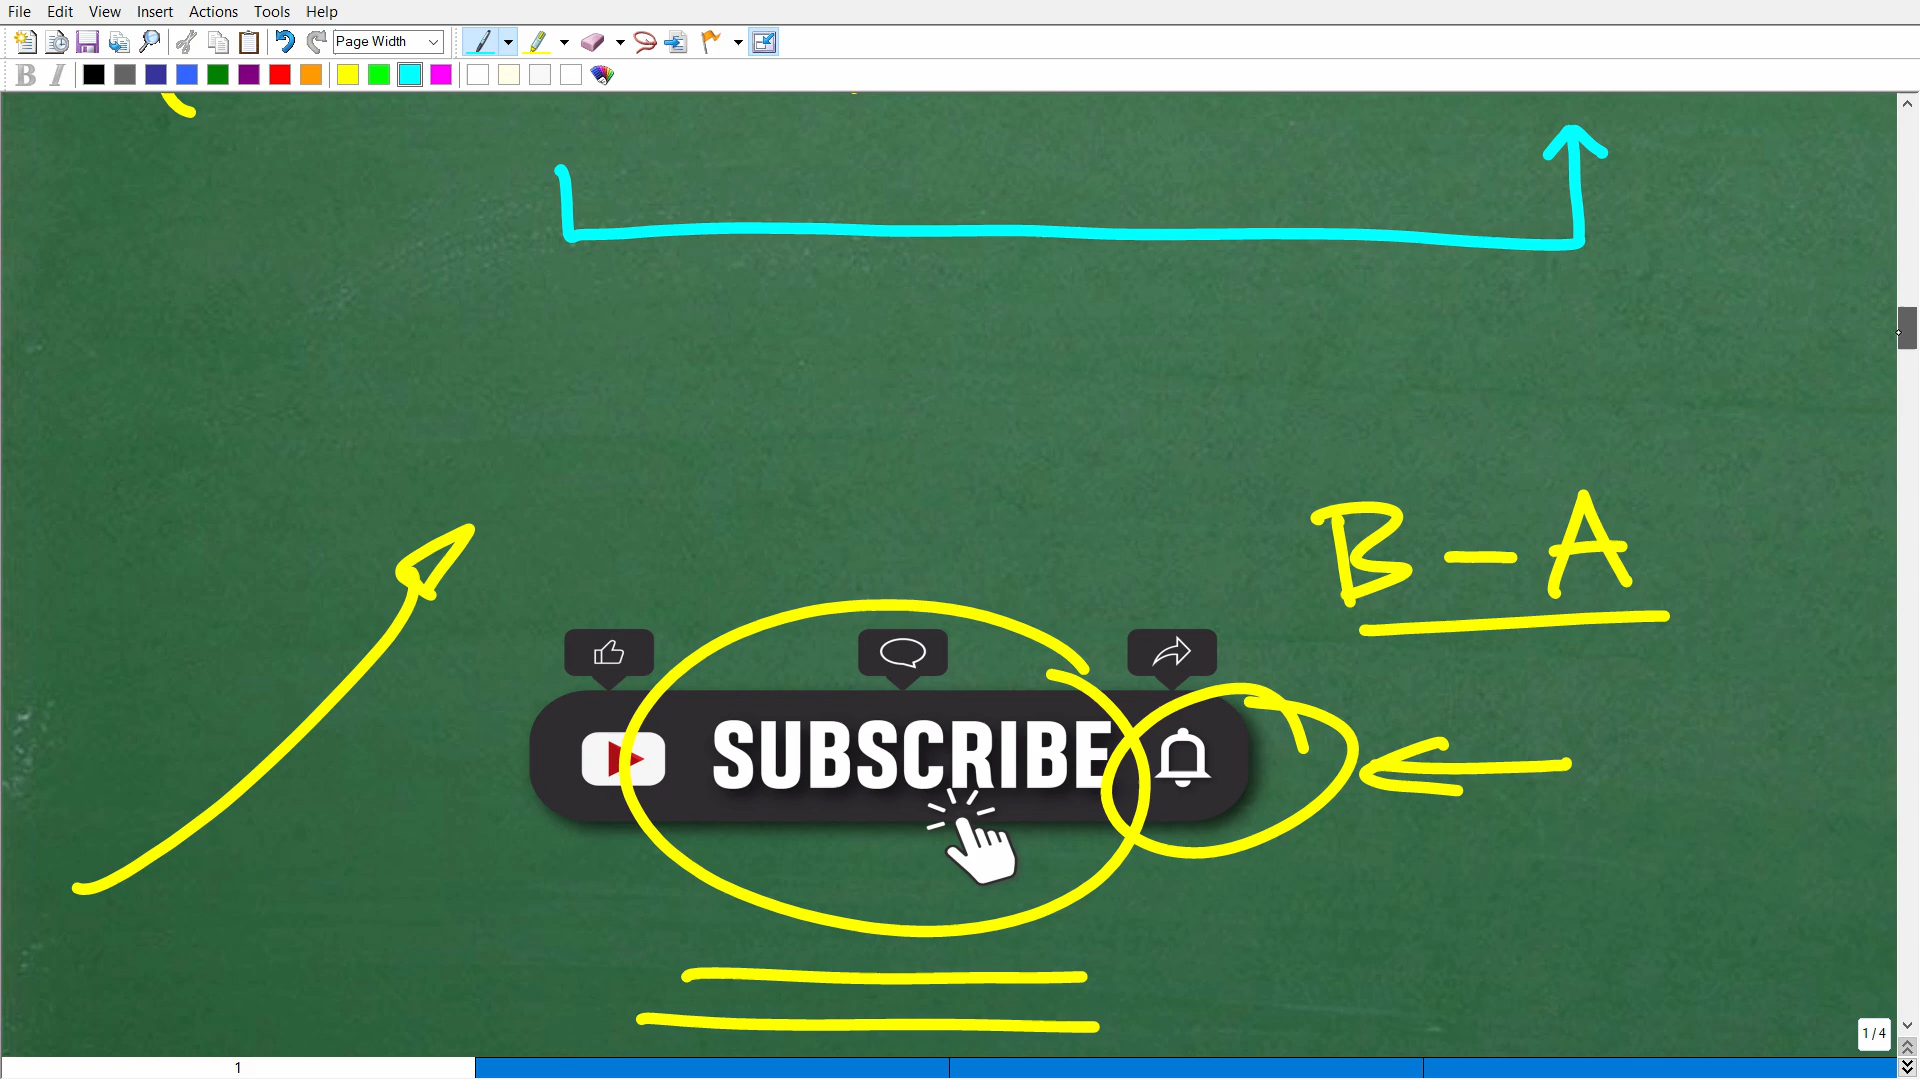 File Edit View Insert Actions Tools Help
Page Width
B I
B - A
SUBSCRIBE
1 / 4
1